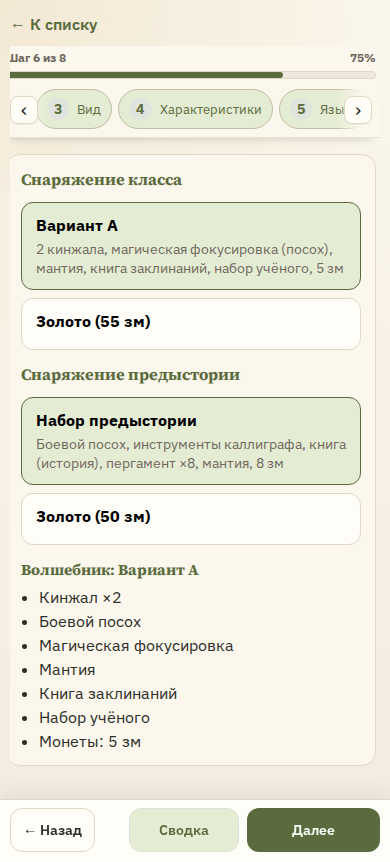 ← К списку
Шаг 6 из 8
75%
‹
3 Вид
4 Характеристики
5 Язы
›
Снаряжение класса
Вариант A
2 кинжала, магическая фокусировка (посох),
мантия, книга заклинаний, набор учёного, 5 зм
Золото (55 зм)
Снаряжение предыстории
Набор предыстории
Боевой посох, инструменты каллиграфа, книга
(история), пергамент ×8, мантия, 8 зм
Золото (50 зм)
Волшебник: Вариант A
• Кинжал ×2
• Боевой посох
• Магическая фокусировка
• Мантия
• Книга заклинаний
• Набор учёного
• Монеты: 5 зм
← Назад
Сводка
Далее